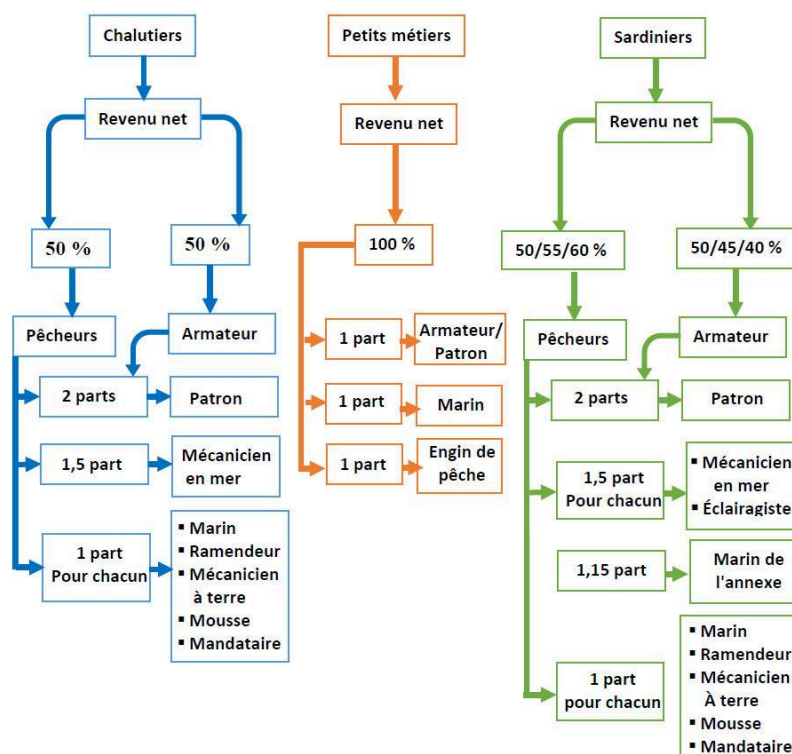 Chalutiers
Revenu net
50 %
50 %
Pêcheurs
Armateur
2 parts
Patron
1,5 part
Mécanicien
en mer
1 part
Pour chacun
▪ Marin
▪ Ramendeur
▪ Mécanicien
à terre
▪ Mousse
▪ Mandataire
Petits métiers
Revenu net
100 %
1 part
Armateur/
Patron
1 part
Marin
1 part
Engin de
pêche
Sardiniers
Revenu net
50/55/60 %
50/45/40 %
Pêcheurs
Armateur
2 parts
Patron
1,5 part
Pour chacun
▪ Mécanicien
en mer
▪ Éclairagiste
1,15 part
Marin de
l'annexe
1 part
pour chacun
▪ Marin
▪ Ramendeur
▪ Mécanicien
À terre
▪ Mousse
▪ Mandataire